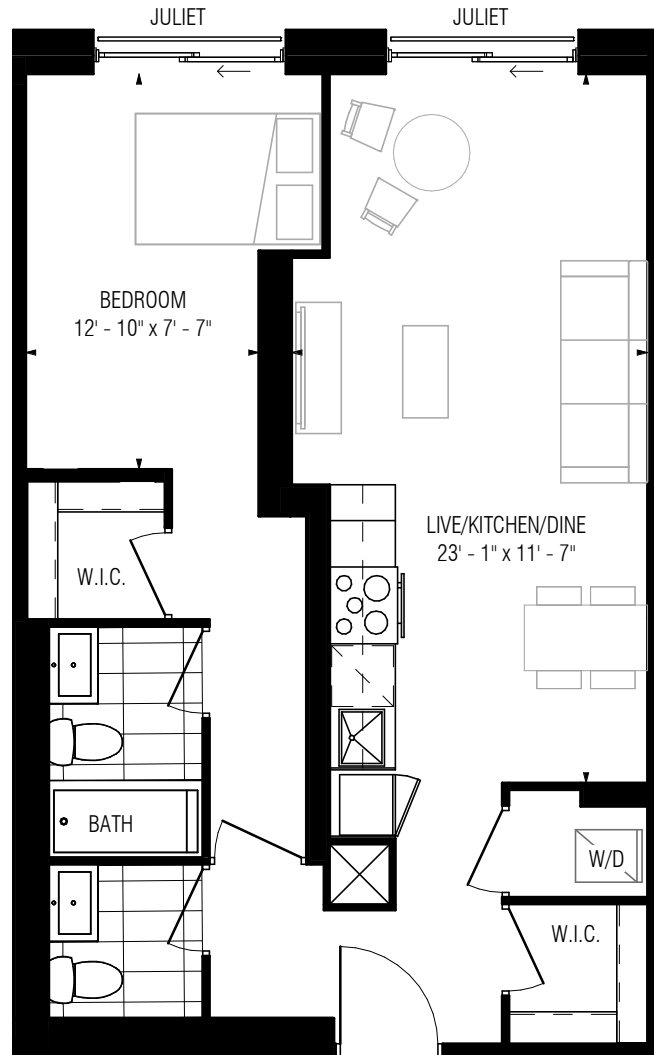 JULIET
JULIET
BEDROOM
12' - 10" x 7' - 7"
LIVE/KITCHEN/DINE
23' - 1" x 11' - 7"
W.I.C.
BATH
W/D
W.I.C.